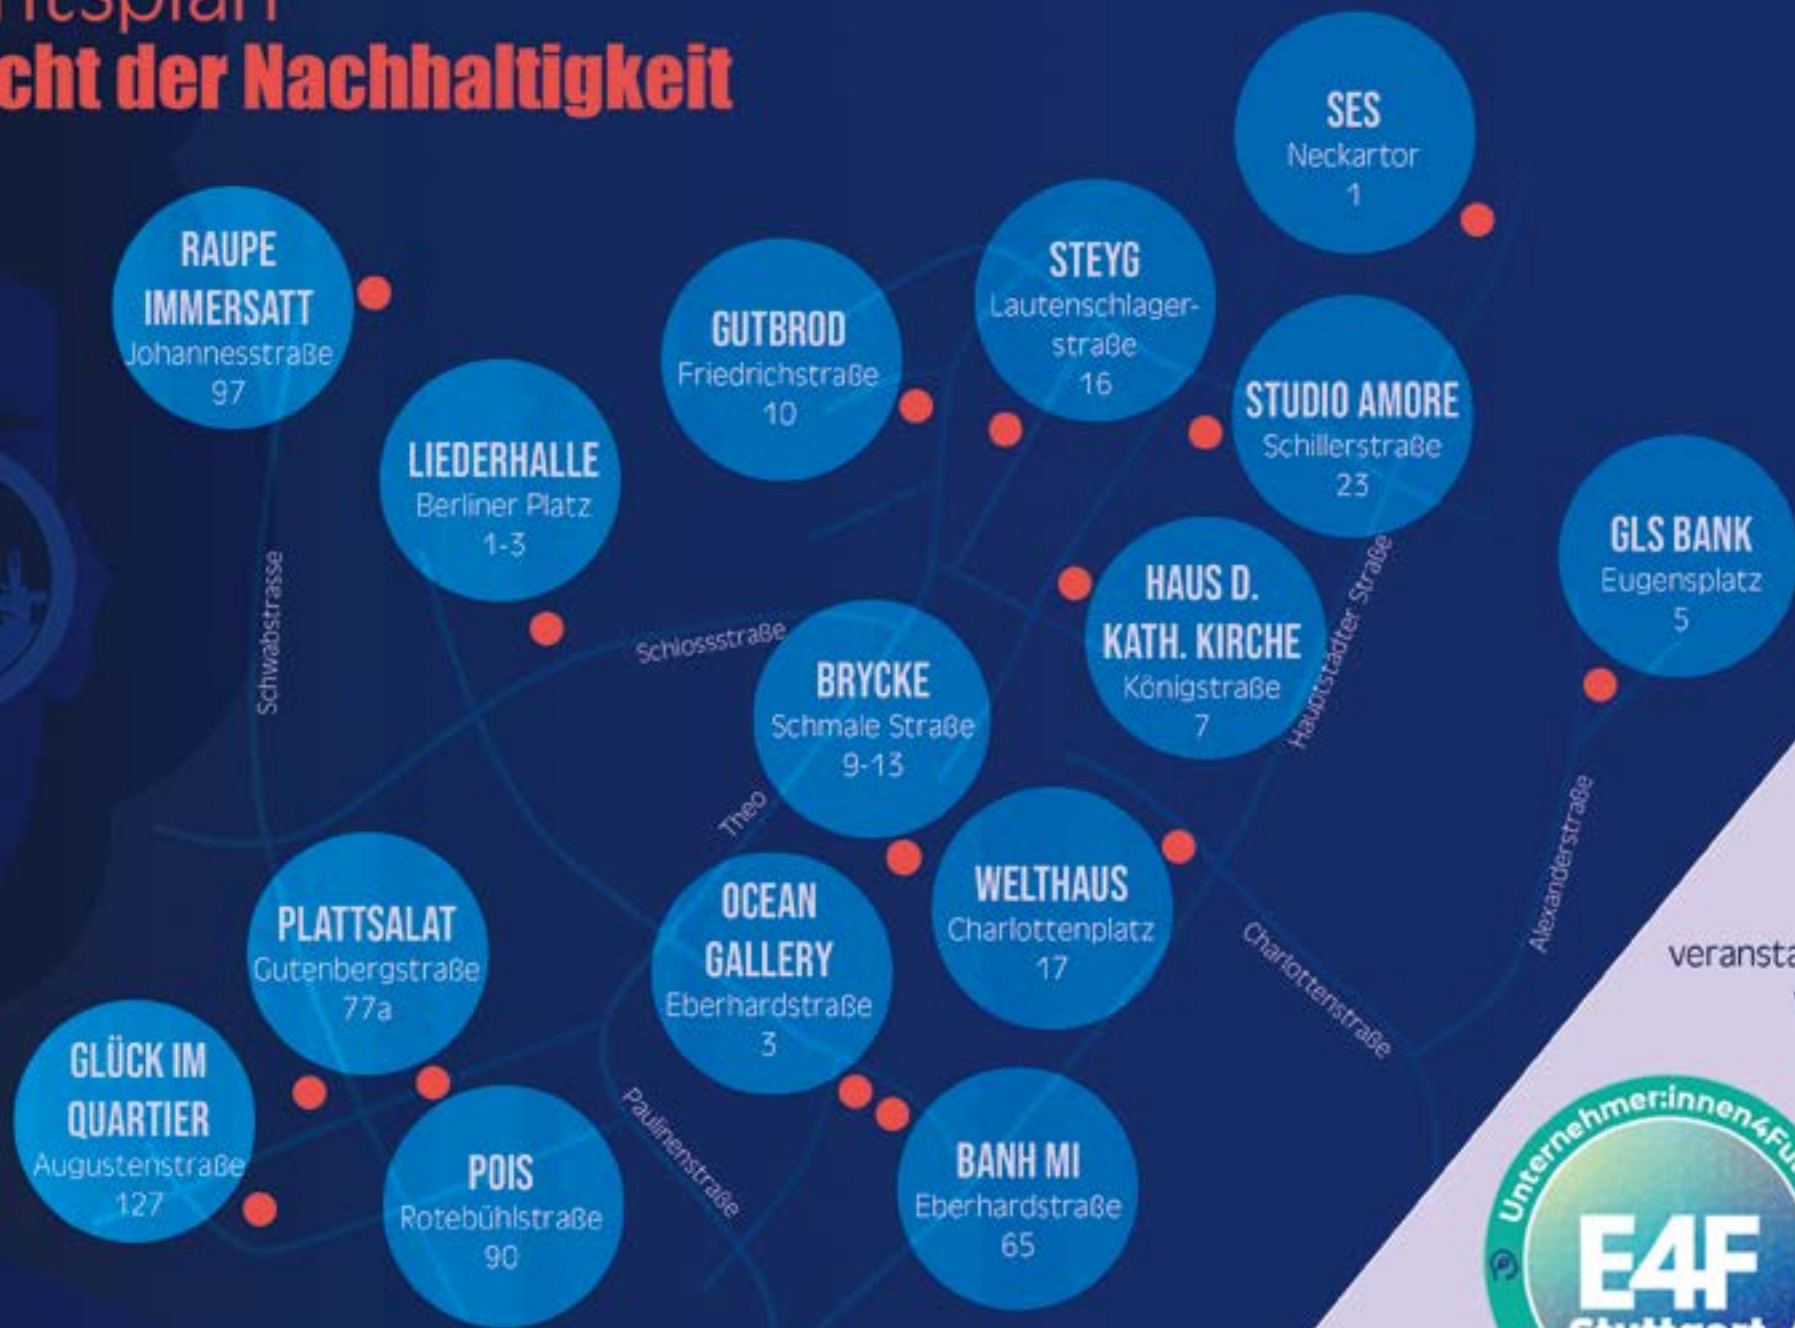 ntsplan
cht der Nachhaltigkeit
SES
Neckartor
1
RAUPE
IMMERSATT
Johannesstraße
97
STEYG
Lautenschlager-
straße
16
GUTBROD
Friedrichstraße
10
STUDIO AMORE
Schillerstraße
23
LIEDERHALLE
Berliner Platz
1-3
GLS BANK
Eugensplatz
5
HAUS D.
KATH. KIRCHE
Königstraße
7
Schwabstrasse
Schlossstraße
Hauptstädter Straße
BRYCKE
Schmale Straße
9-13
Theo
Alexanderstraße
WELTHAUS
Charlottenplatz
17
OCEAN
GALLERY
Eberhardstraße
3
PLATTSALAT
Gutenbergstraße
77a
Charlottenstraße
veransta
GLÜCK IM
QUARTIER
Augustenstraße
127
POIS
Rotebühlstraße
90
Paulinenstraße
BANH MI
Eberhardstraße
65
Unternehmer:innen4Fu
E4F
Stuttgart